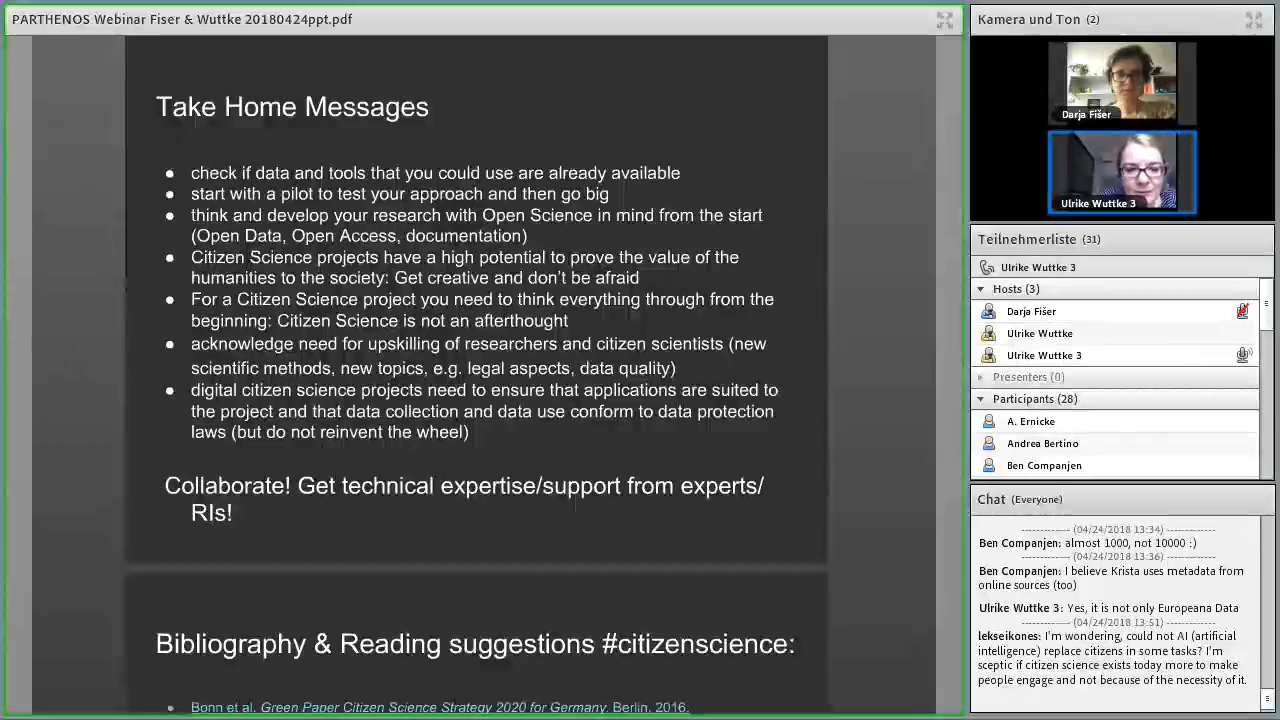 PARTHENOS Webinar Fiser & Wuttke 20180424ppt.pdf
Take Home Messages
● check if data and tools that you could use are already available
● start with a pilot to test your approach and then go big
● think and develop your research with Open Science in mind from the start
(Open Data, Open Access, documentation)
● Citizen Science projects have a high potential to prove the value of the
humanities to the society: Get creative and don't be afraid
● For a Citizen Science project you need to think everything through from the
beginning: Citizen Science is not an afterthought
● acknowledge need for upskilling of researchers and citizen scientists (new
scientific methods, new topics, e.g. legal aspects, data quality)
● digital citizen science projects need to ensure that applications are suited to
the project and that data collection and data use conform to data protection
laws (but do not reinvent the wheel)
Collaborate! Get technical expertise/support from experts/
RIs!
Bibliography & Reading suggestions #citizenscience:
● Bonn et al. Green Paper Citizen Science Strategy 2020 for Germany. Berlin, 2016.
Kamera und Ton (2)
Darja Fišer
Ulrike Wuttke 3
Teilnehmerliste (31)
Ulrike Wuttke 3
Hosts (3)
Darja Fišer
Ulrike Wuttke
Ulrike Wuttke 3
Presenters (0)
Participants (28)
A. Ernicke
Andrea Bertino
Ben Companjen
Chat (Everyone)
------------- (04/24/2018 13:34) -------------
Ben Companjen: almost 1000, not 10000 :)
------------- (04/24/2018 13:36) -------------
Ben Companjen: I believe Krista uses metadata from
online sources (too)
Ulrike Wuttke 3: Yes, it is not only Europeana Data
------------- (04/24/2018 13:51) -------------
lekseikones: I'm wondering, could not AI (artificial
intelligence) replace citizens in some tasks? I'm
sceptic if citizen science exists today more to make
people engage and not because of the necessity of it.